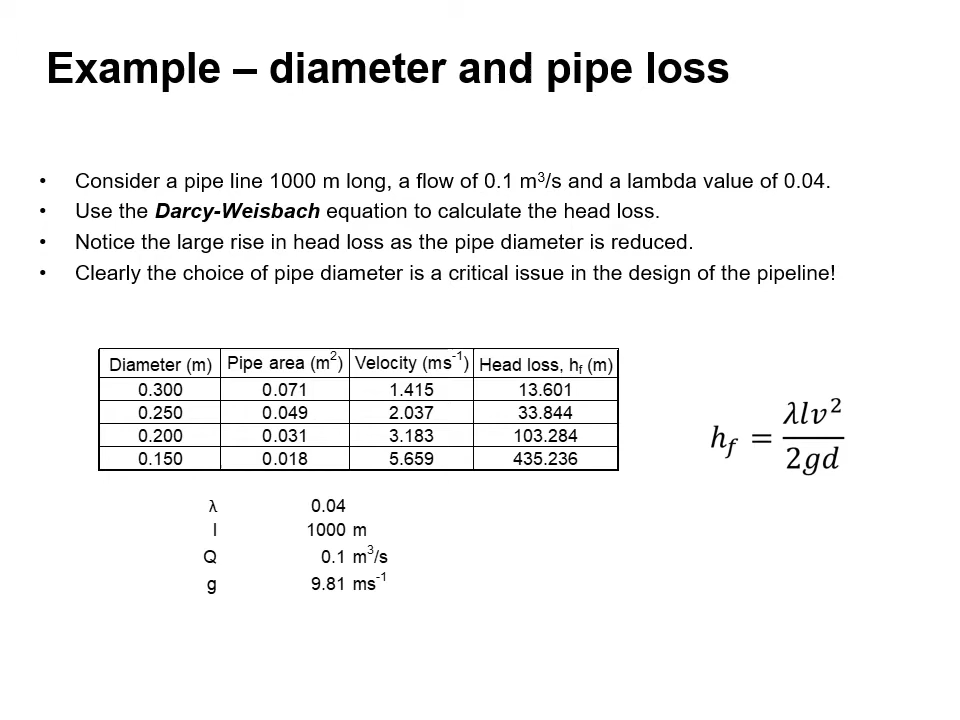 Example – diameter and pipe loss
• Consider a pipe line 1000 m long, a flow of 0.1 m³/s and a lambda value of 0.04.
• Use the Darcy-Weisbach equation to calculate the head loss.
• Notice the large rise in head loss as the pipe diameter is reduced.
• Clearly the choice of pipe diameter is a critical issue in the design of the pipeline!
Diameter (m) Pipe area (m²) Velocity (ms⁻¹) Head loss, h_f (m)
0.300 0.071 1.415 13.601
0.250 0.049 2.037 33.844
0.200 0.031 3.183 103.284
0.150 0.018 5.659 435.236
h_f = λlv² / 2gd
λ 0.04
l 1000 m
Q 0.1 m³/s
g 9.81 ms⁻¹